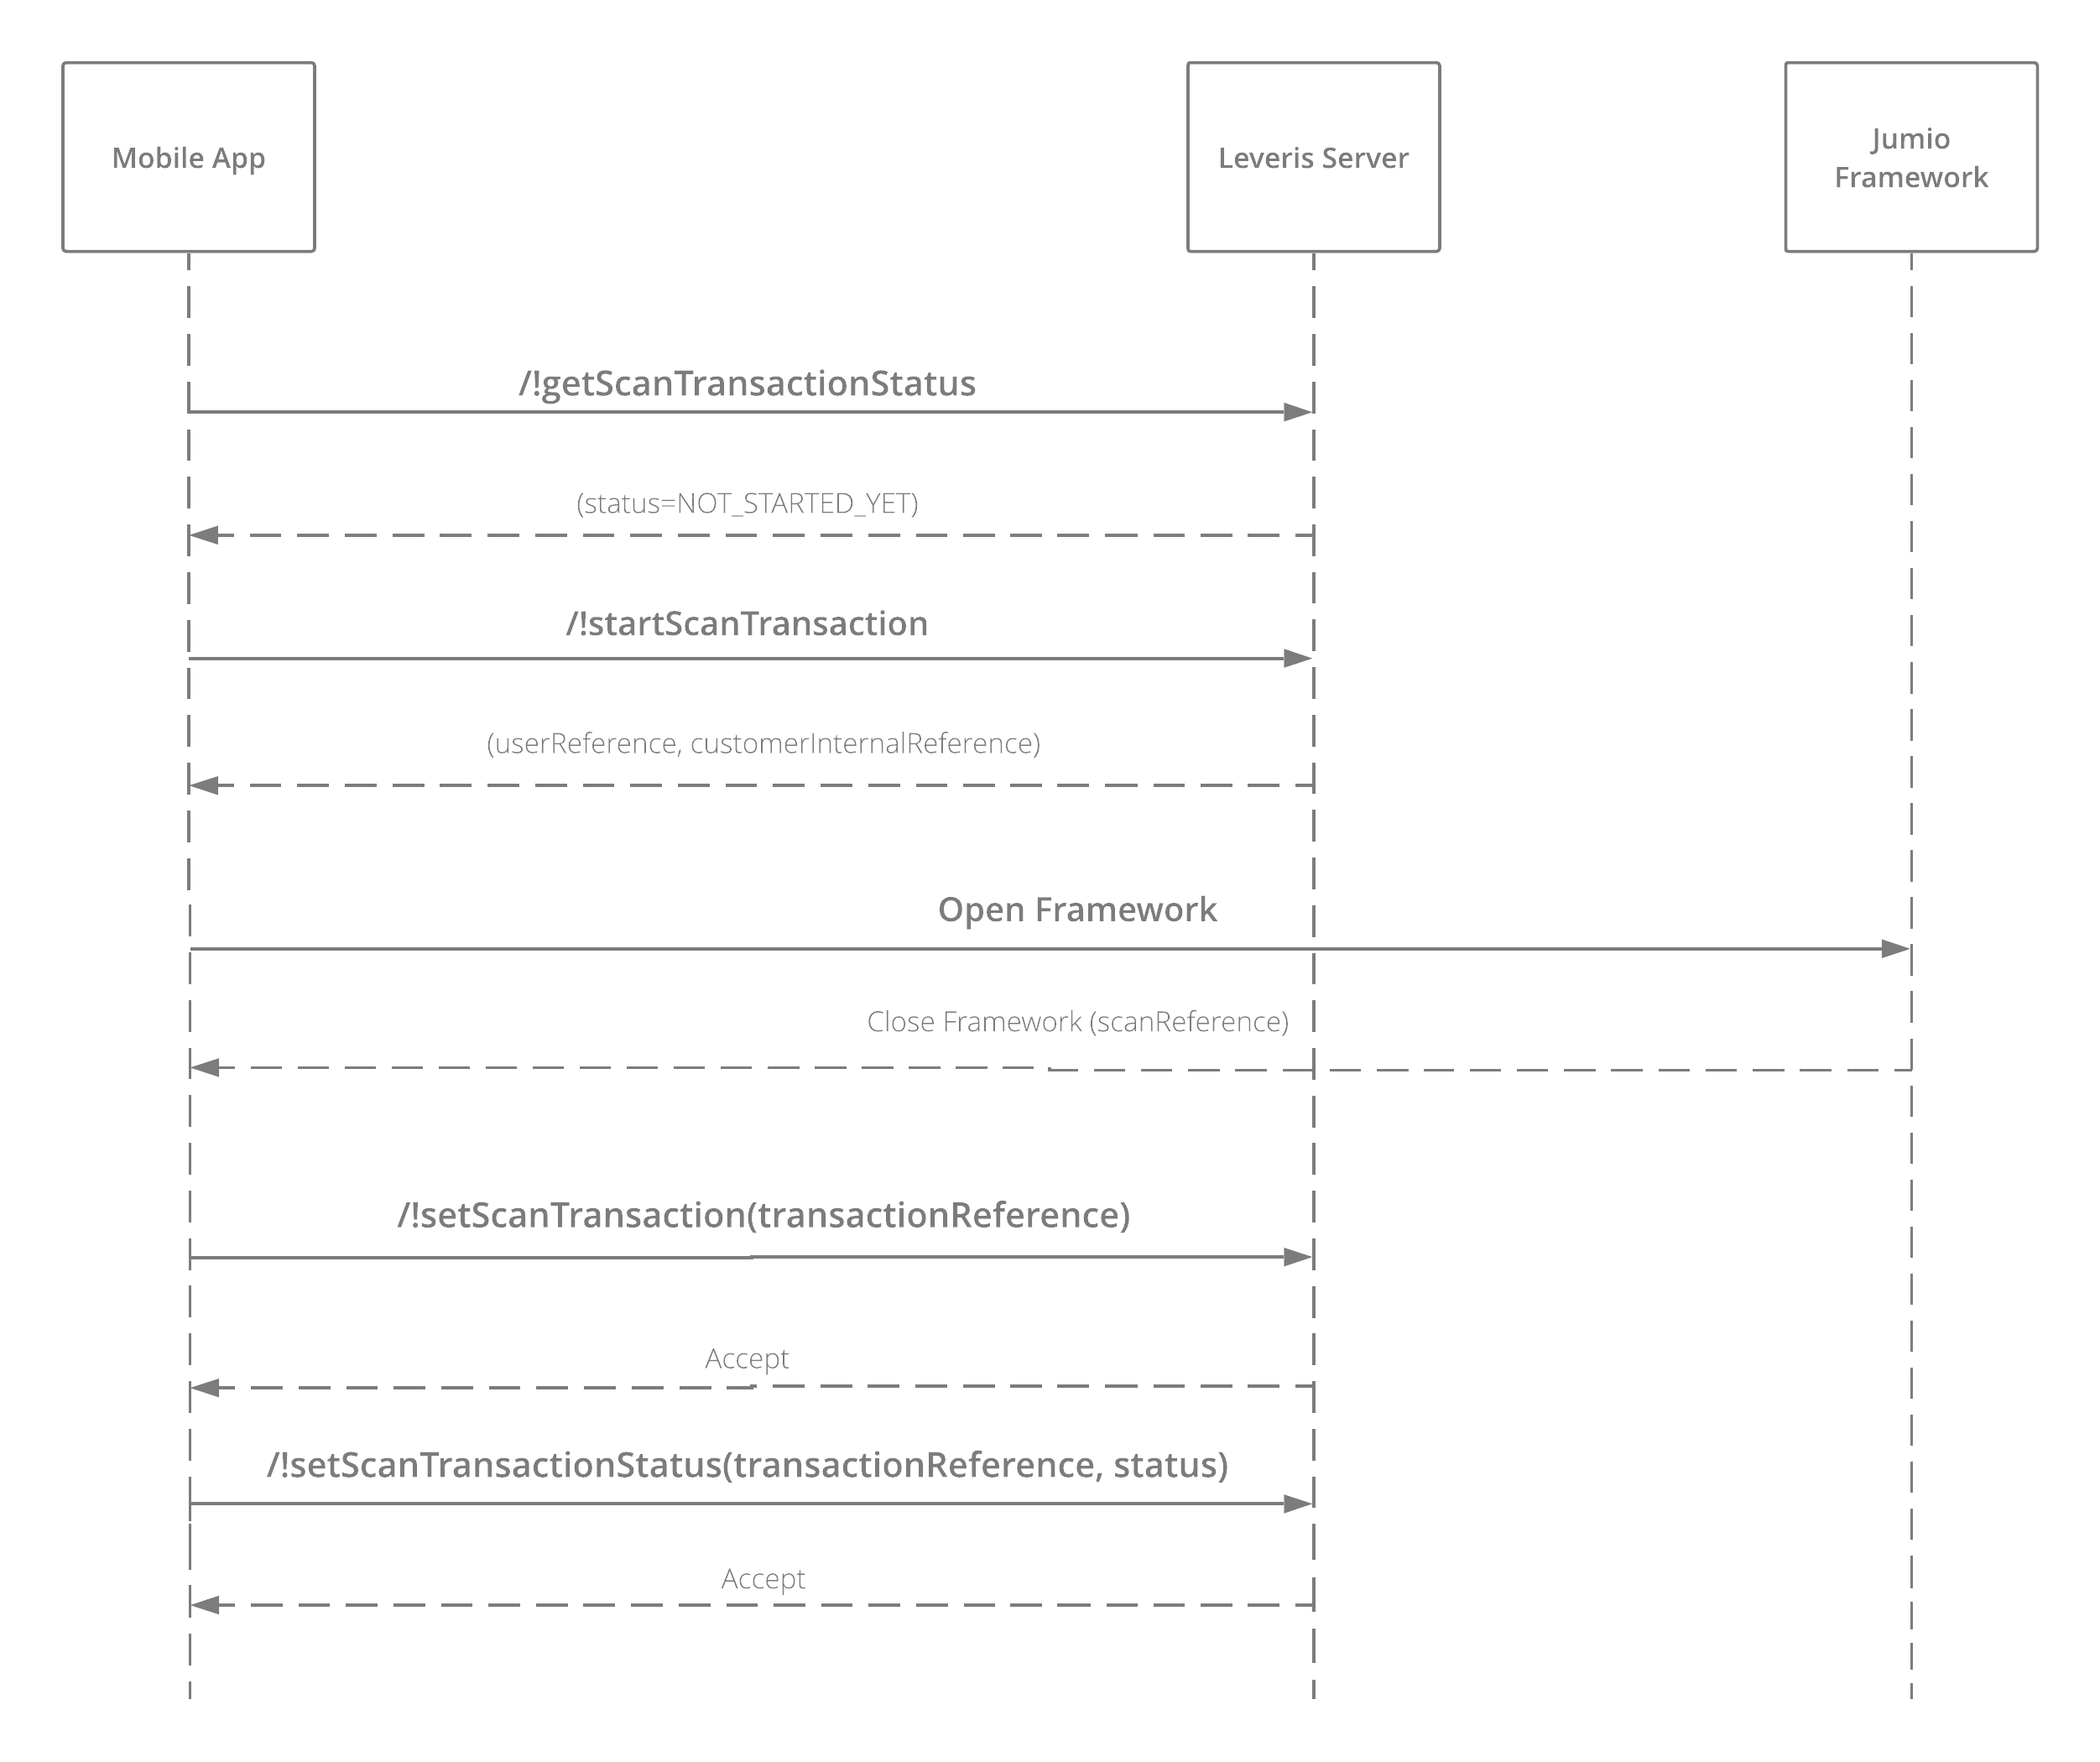 Mobile App
Leveris Server
Jumio
Framework
/!getScanTransactionStatus
(status=NOT_STARTED_YET)
/!startScanTransaction
(userReference, customerInternalReference)
Open Framework
Close Framework (scanReference)
/!setScanTransaction(transactionReference)
Accept
/!setScanTransactionStatus(transactionReference, status)
Accept